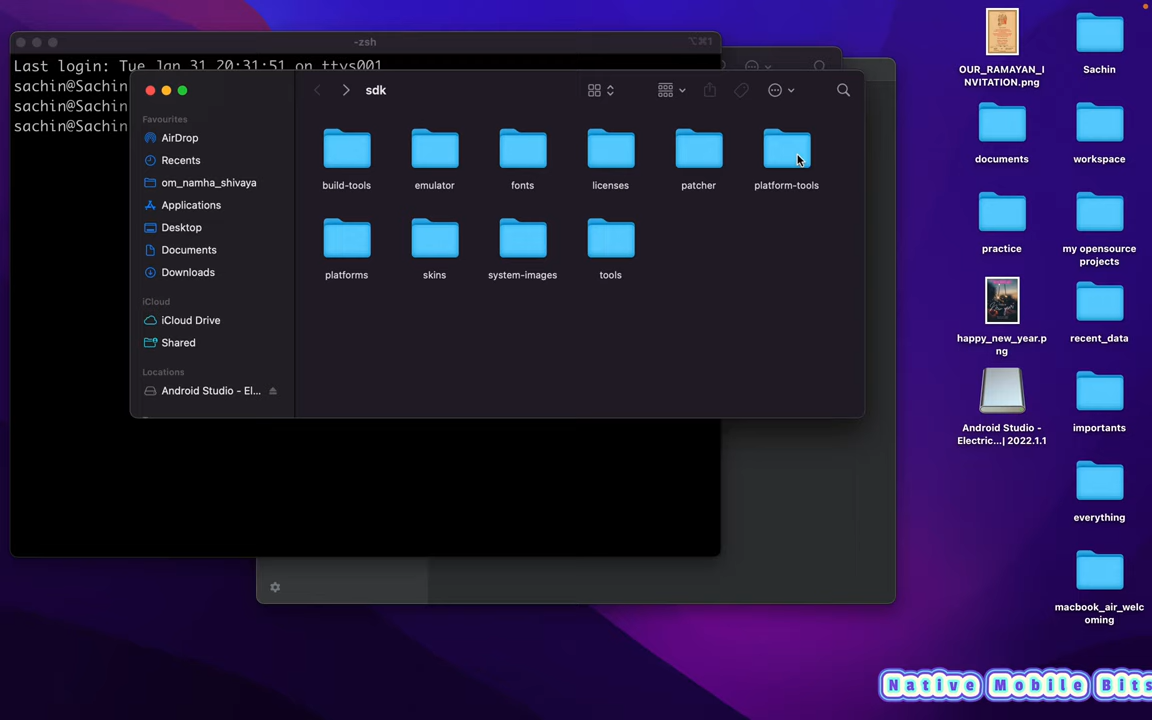 -zsh
⌥⌘1
Last login: Tue Jan 31 20:31:51 on ttys001
sachin@Sachin
sachin@Sachin
sachin@Sachin
sdk
Favourites
AirDrop
Recents
om_namha_shivaya
Applications
Desktop
Documents
Downloads
iCloud
iCloud Drive
Shared
Locations
Android Studio - El...
build-tools
emulator
fonts
licenses
patcher
platform-tools
platforms
skins
system-images
tools
OUR_RAMAYAN_I
NVITATION.png
Sachin
documents
workspace
practice
my opensource
projects
happy_new_year.p
ng
recent_data
Android Studio -
Electric...| 2022.1.1
importants
everything
macbook_air_welc
oming
Native Mobile Bits